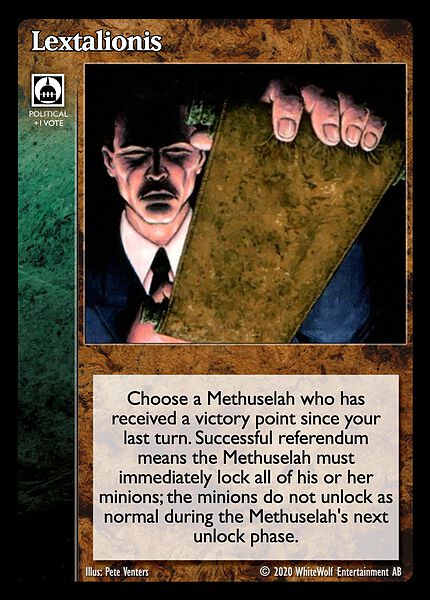 Lextalionis
POLITICAL
+1 VOTE
Choose a Methuselah who has
received a victory point since your
last turn. Successful referendum
means the Methuselah must
immediately lock all of his or her
minions; the minions do not unlock as
normal during the Methuselah's next
unlock phase.
Illus: Pete Venters
© 2020 WhiteWolf Entertainment AB